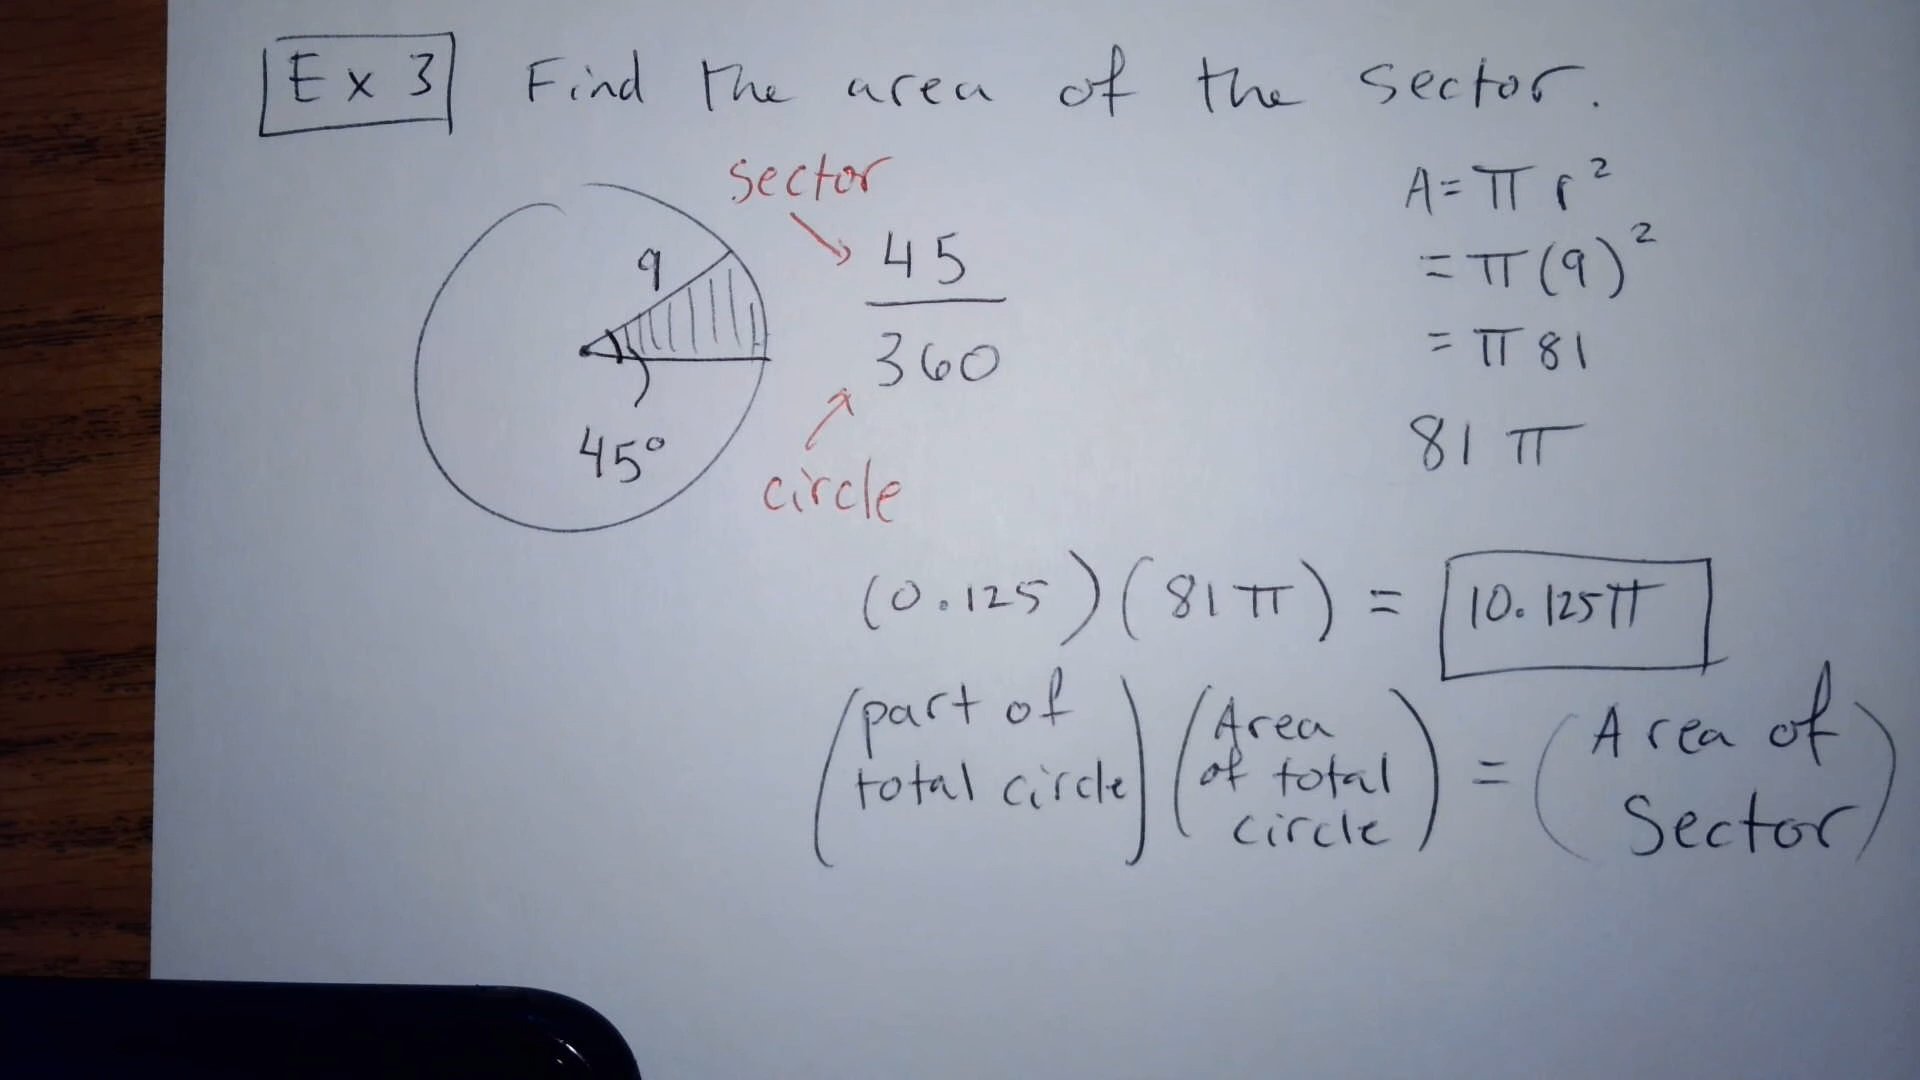 Ex 3 Find the area of the sector.
sector
9
45
360
45°
circle
A = π r²
= π(9)²
= π 81
81 π
(0.125)(81π) = 10.125π
(part of total circle) (Area of total circle) = (Area of Sector)